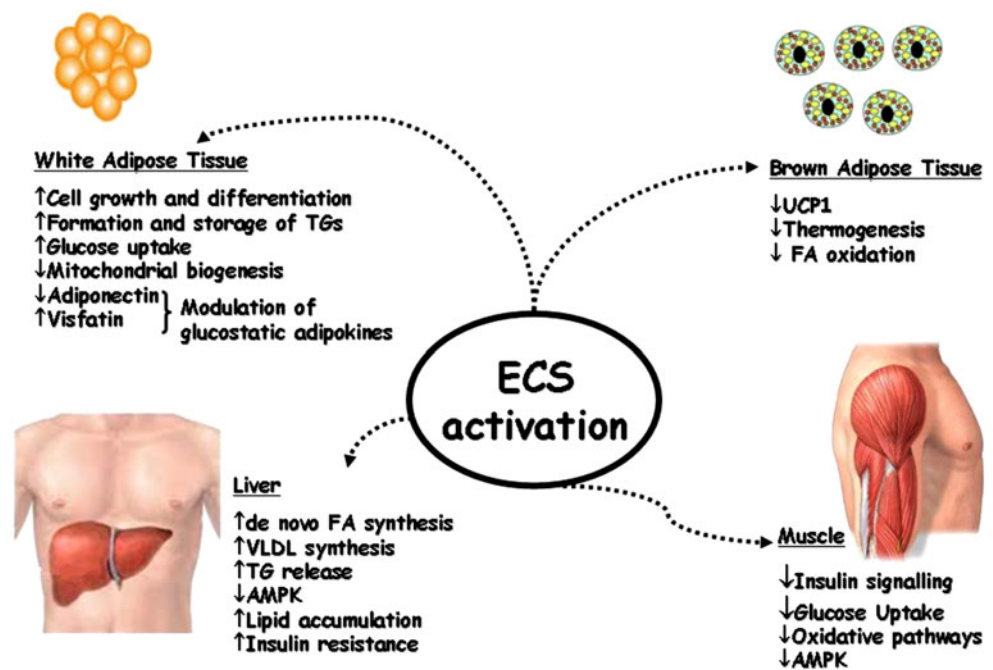 White Adipose Tissue
↑Cell growth and differentiation
↑Formation and storage of TGs
↑Glucose uptake
↓Mitochondrial biogenesis
↓Adiponectin
↑Visfatin
} Modulation of
glucostatic adipokines
Brown Adipose Tissue
↓UCP1
↓Thermogenesis
↓ FA oxidation
ECS
activation
Liver
↑de novo FA synthesis
↑VLDL synthesis
↑TG release
↓AMPK
↑Lipid accumulation
↑Insulin resistance
Muscle
↓Insulin signalling
↓Glucose Uptake
↓Oxidative pathways
↓AMPK